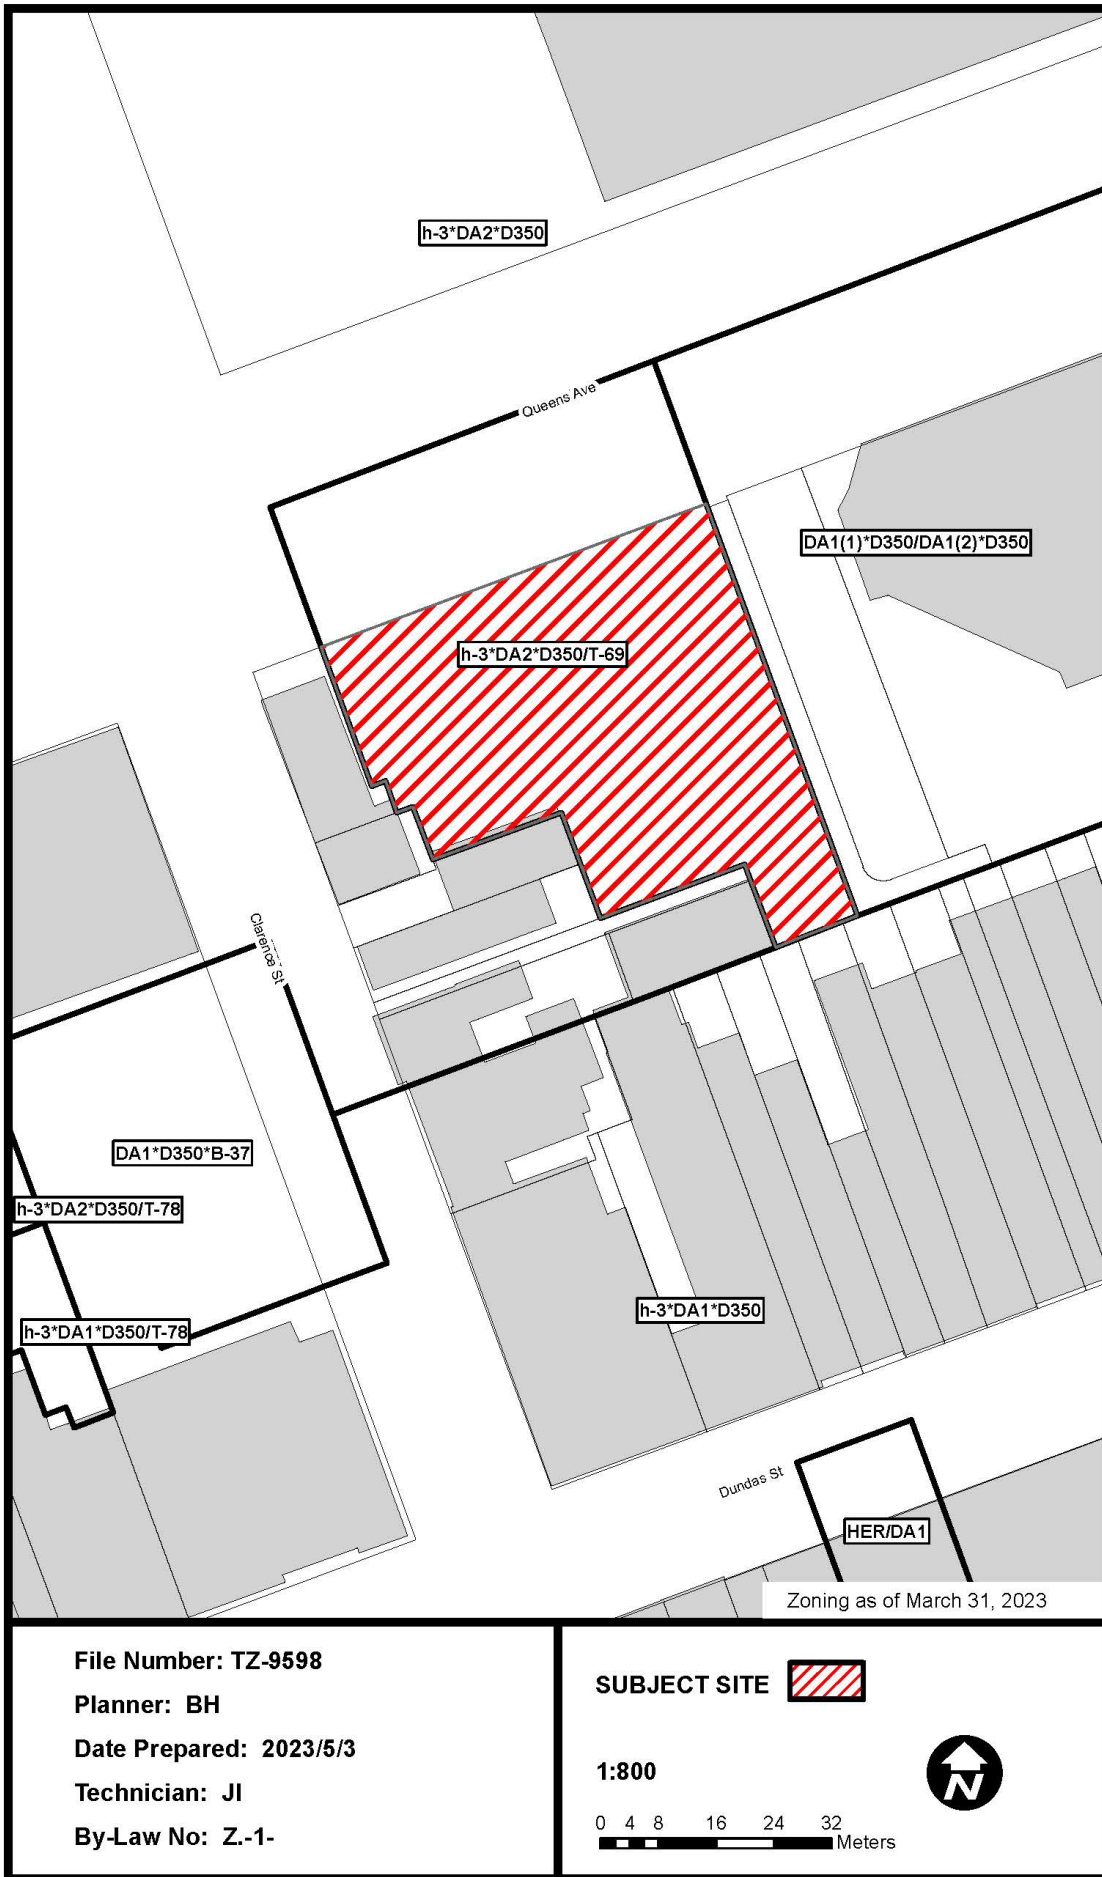 h-3*DA2*D350
Queens Ave
DA1(1)*D350/DA1(2)*D350
h-3*DA2*D350/T-69
Clarence St
DA1*D350*B-37
h-3*DA2*D350/T-78
h-3*DA1*D350
h-3*DA1*D350/T-78
Dundas St
HER/DA1
Zoning as of March 31, 2023
File Number: TZ-9598
Planner: BH
Date Prepared: 2023/5/3
Technician: JI
By-Law No: Z.-1-
SUBJECT SITE
1:800
N
0 4 8 16 24 32
Meters